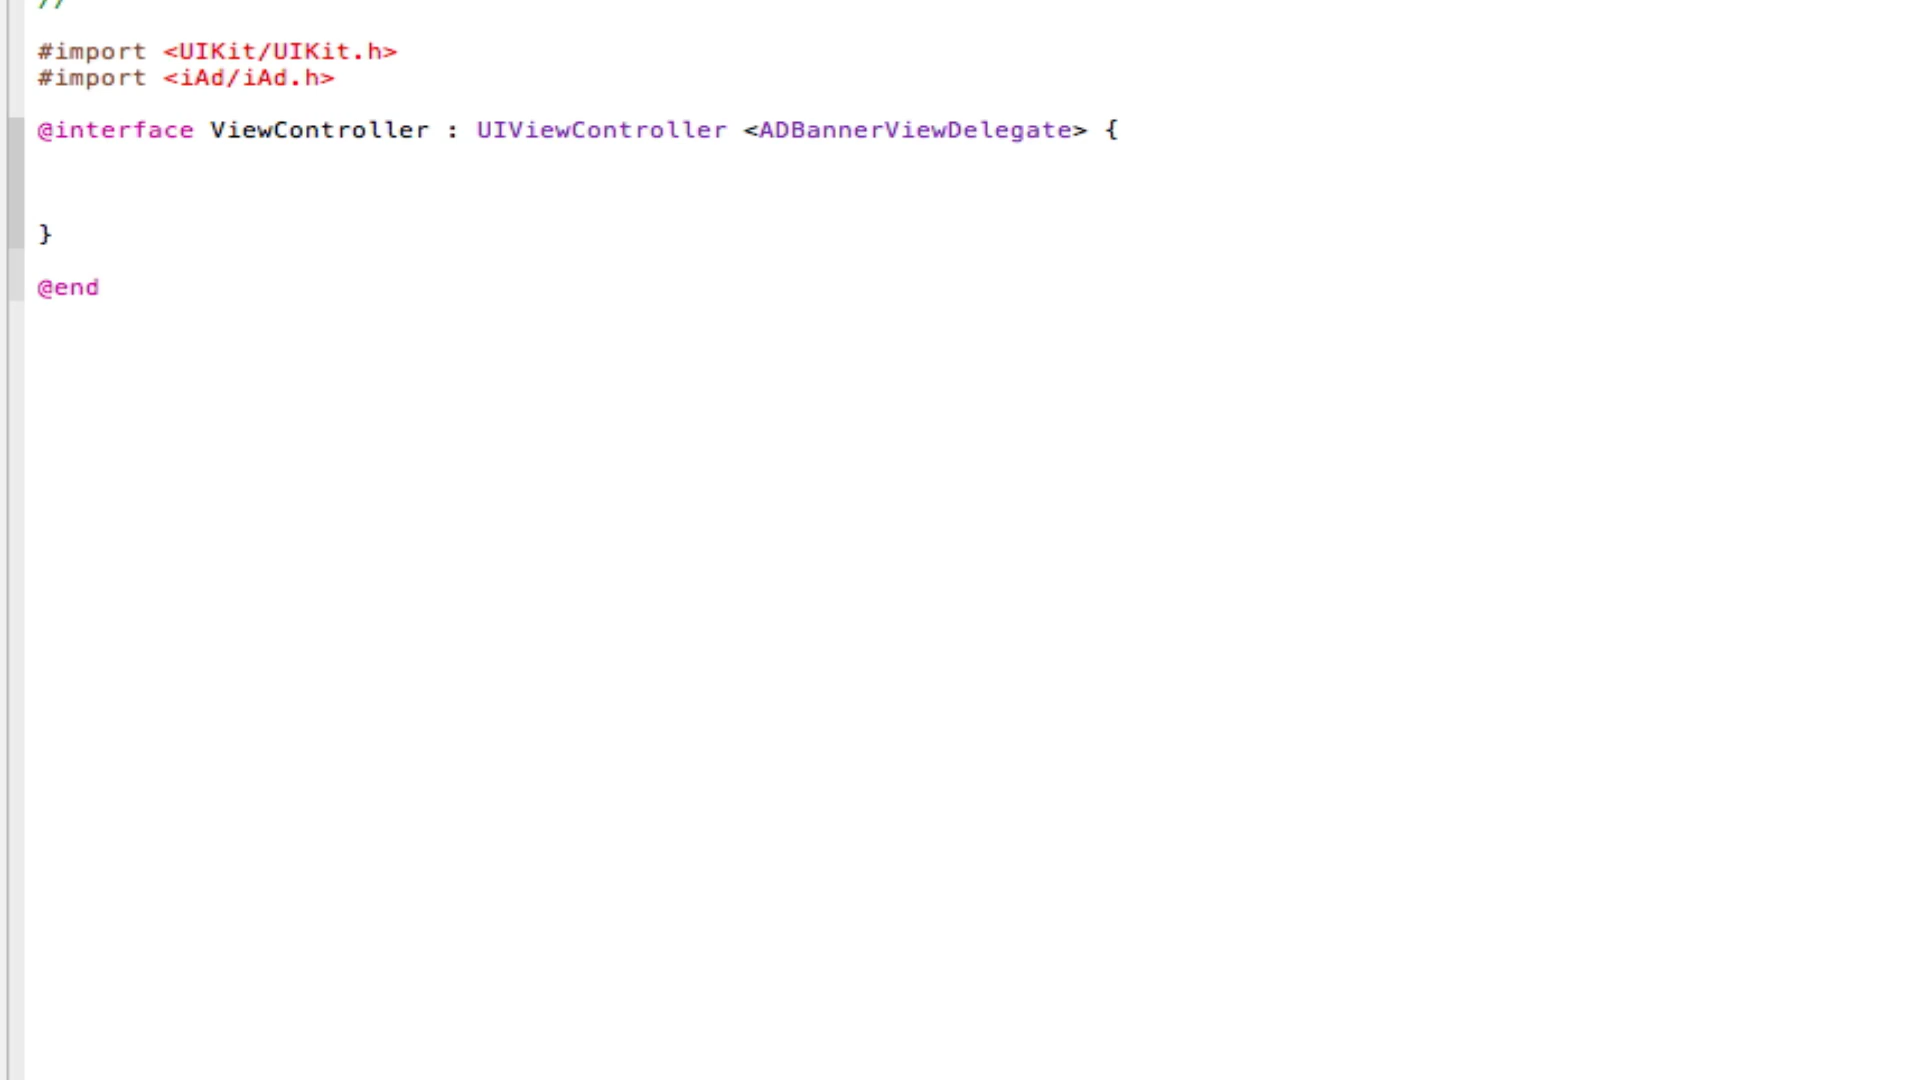 //
#import <UIKit/UIKit.h>
#import <iAd/iAd.h>
@interface ViewController : UIViewController <ADBannerViewDelegate> {
}
@end